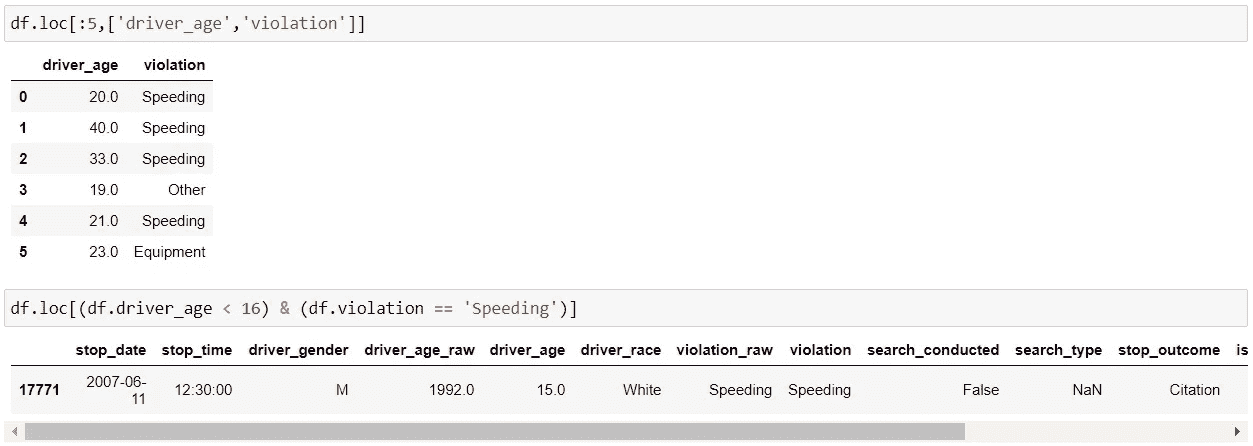 df.loc[:5,['driver_age','violation']]
driver_age violation
0 20.0 Speeding
1 40.0 Speeding
2 33.0 Speeding
3 19.0 Other
4 21.0 Speeding
5 23.0 Equipment
df.loc[(df.driver_age < 16) & (df.violation == 'Speeding')]
stop_date stop_time driver_gender driver_age_raw driver_age driver_race violation_raw violation search_conducted search_type stop_outcome is
17771 2007-06-11 12:30:00 M 1992.0 15.0 White Speeding Speeding False NaN Citation